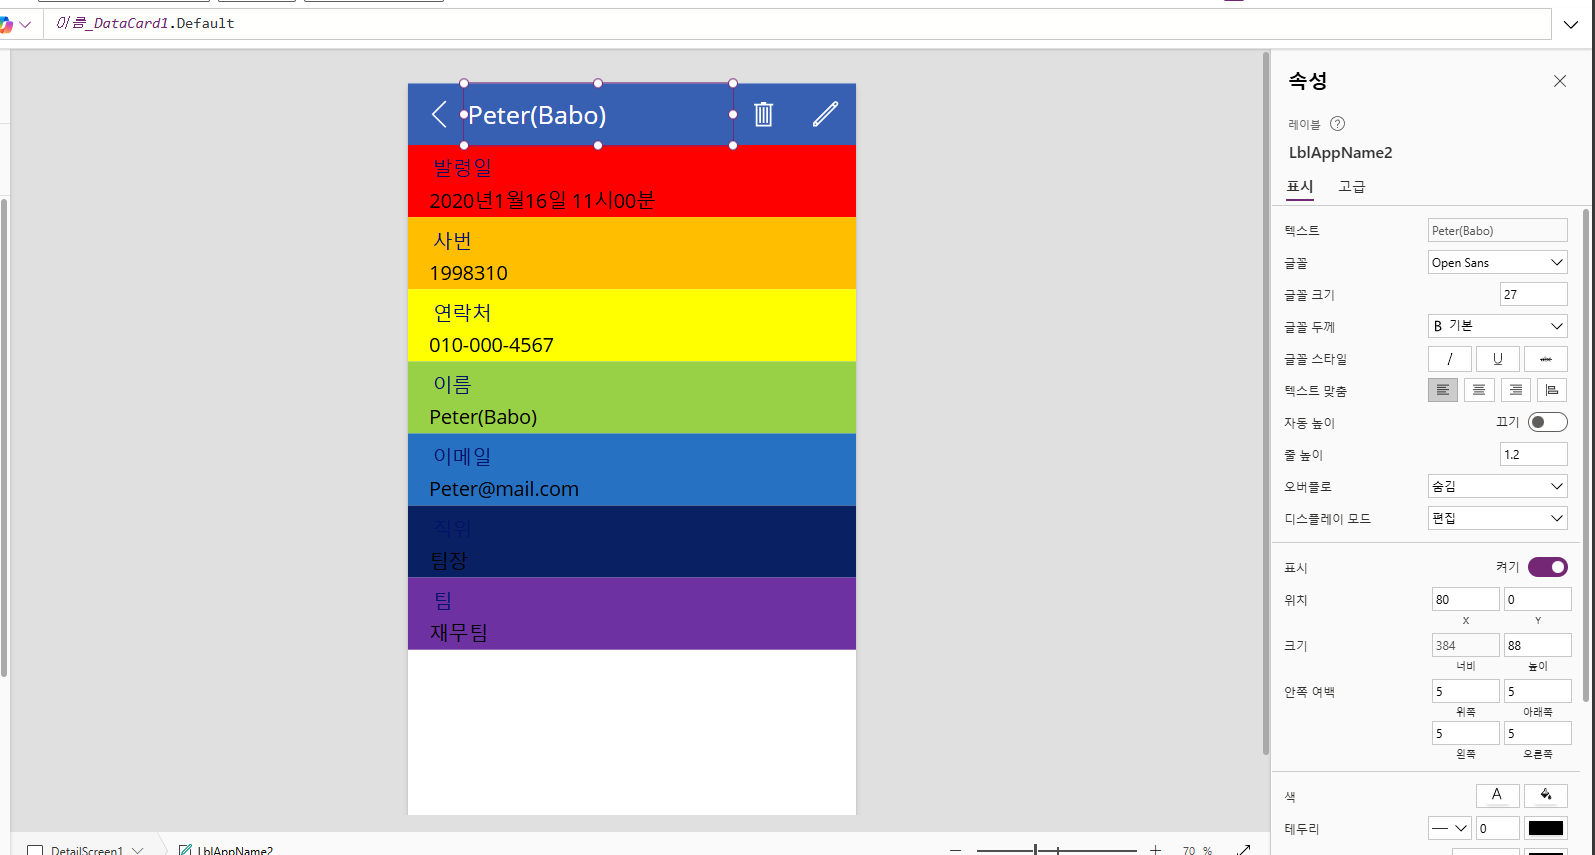 이름_DataCard1.Default
Peter(Babo)
발령일
2020년1월16일 11시00분
사번
1998310
연락처
010-000-4567
이름
Peter(Babo)
이메일
Peter@mail.com
직위
팀장
팀
재무팀
속성
레이블
LblAppName2
표시 고급
텍스트 Peter(Babo)
글꼴 Open Sans
글꼴 크기 27
글꼴 두께 B 기본
글꼴 스타일 / U abc
텍스트 맞춤
자동 높이 끄기
줄 높이 1.2
오버플로 숨김
디스플레이 모드 편집
표시 켜기
위치 80 0
X Y
크기 384 88
너비 높이
안쪽 여백 5 5
위쪽 아래쪽
5 5
왼쪽 오른쪽
색 A
테두리 0
DetailScreen1 LblAppName2 70 %